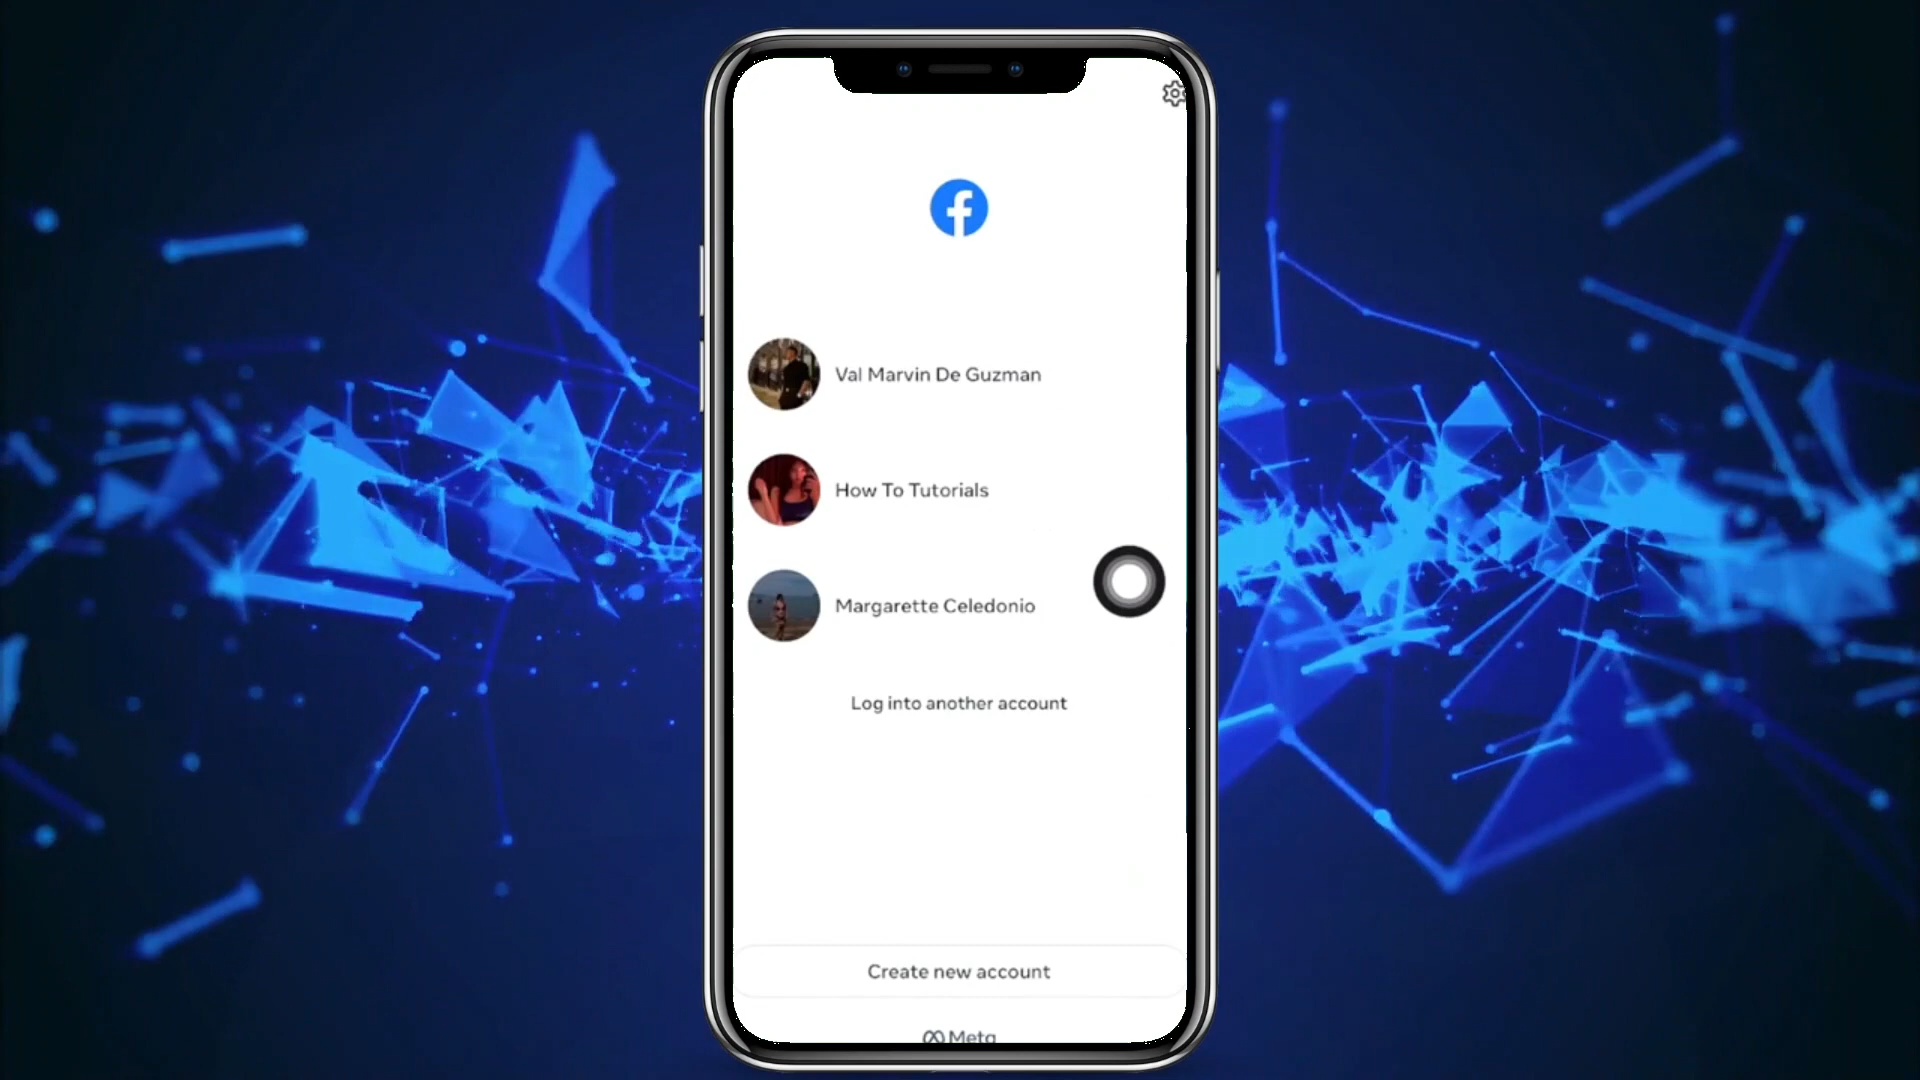 Val Marvin De Guzman
How To Tutorials
Margarette Celedonio
Log into another account
Create new account
Meta